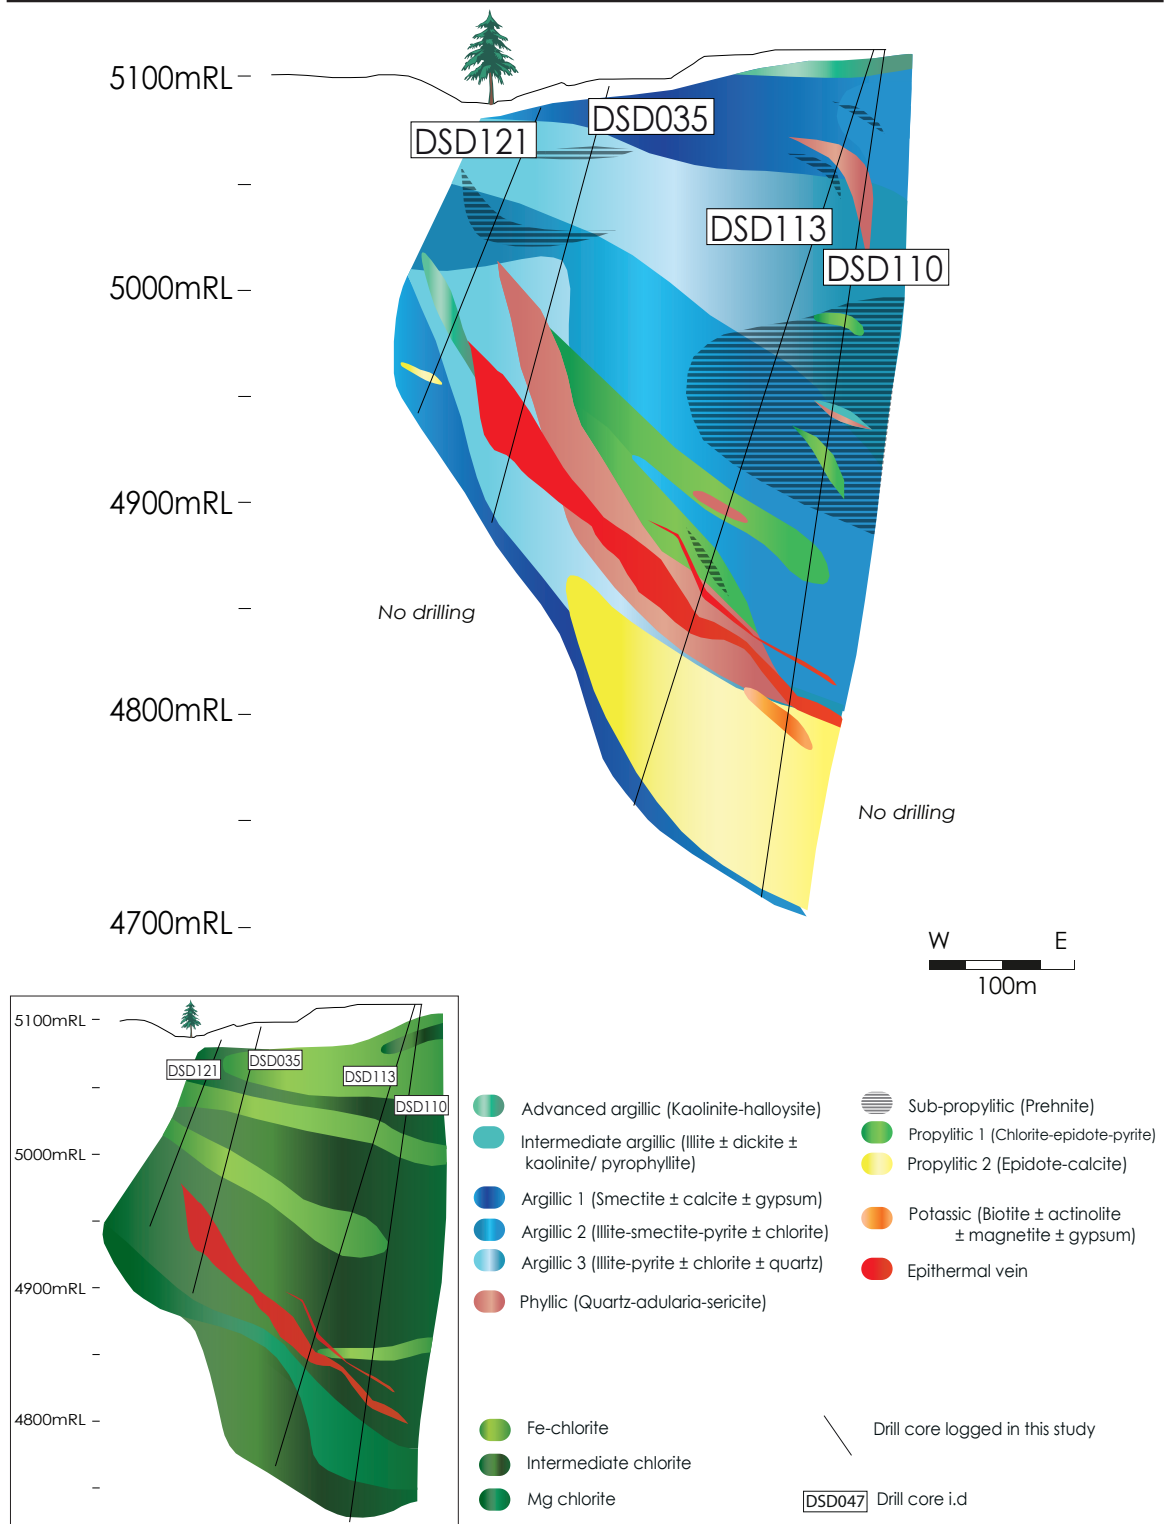 5100mRL
DSD121
DSD035
DSD113
DSD110
5000mRL
4900mRL
No drilling
4800mRL
No drilling
4700mRL
W E
100m
5100mRL
DSD121
DSD035
DSD113
DSD110
5000mRL
4900mRL
4800mRL
Advanced argillic (Kaolinite-halloysite)
Intermediate argillic (Illite ± dickite ±
kaolinite/ pyrophyllite)
Argillic 1 (Smectite ± calcite ± gypsum)
Argillic 2 (Illite-smectite-pyrite ± chlorite)
Argillic 3 (Illite-pyrite ± chlorite ± quartz)
Phyllic (Quartz-adularia-sericite)
Sub-propylitic (Prehnite)
Propylitic 1 (Chlorite-epidote-pyrite)
Propylitic 2 (Epidote-calcite)
Potassic (Biotite ± actinolite
± magnetite ± gypsum)
Epithermal vein
Fe-chlorite
Intermediate chlorite
Mg chlorite
Drill core logged in this study
DSD047 Drill core i.d